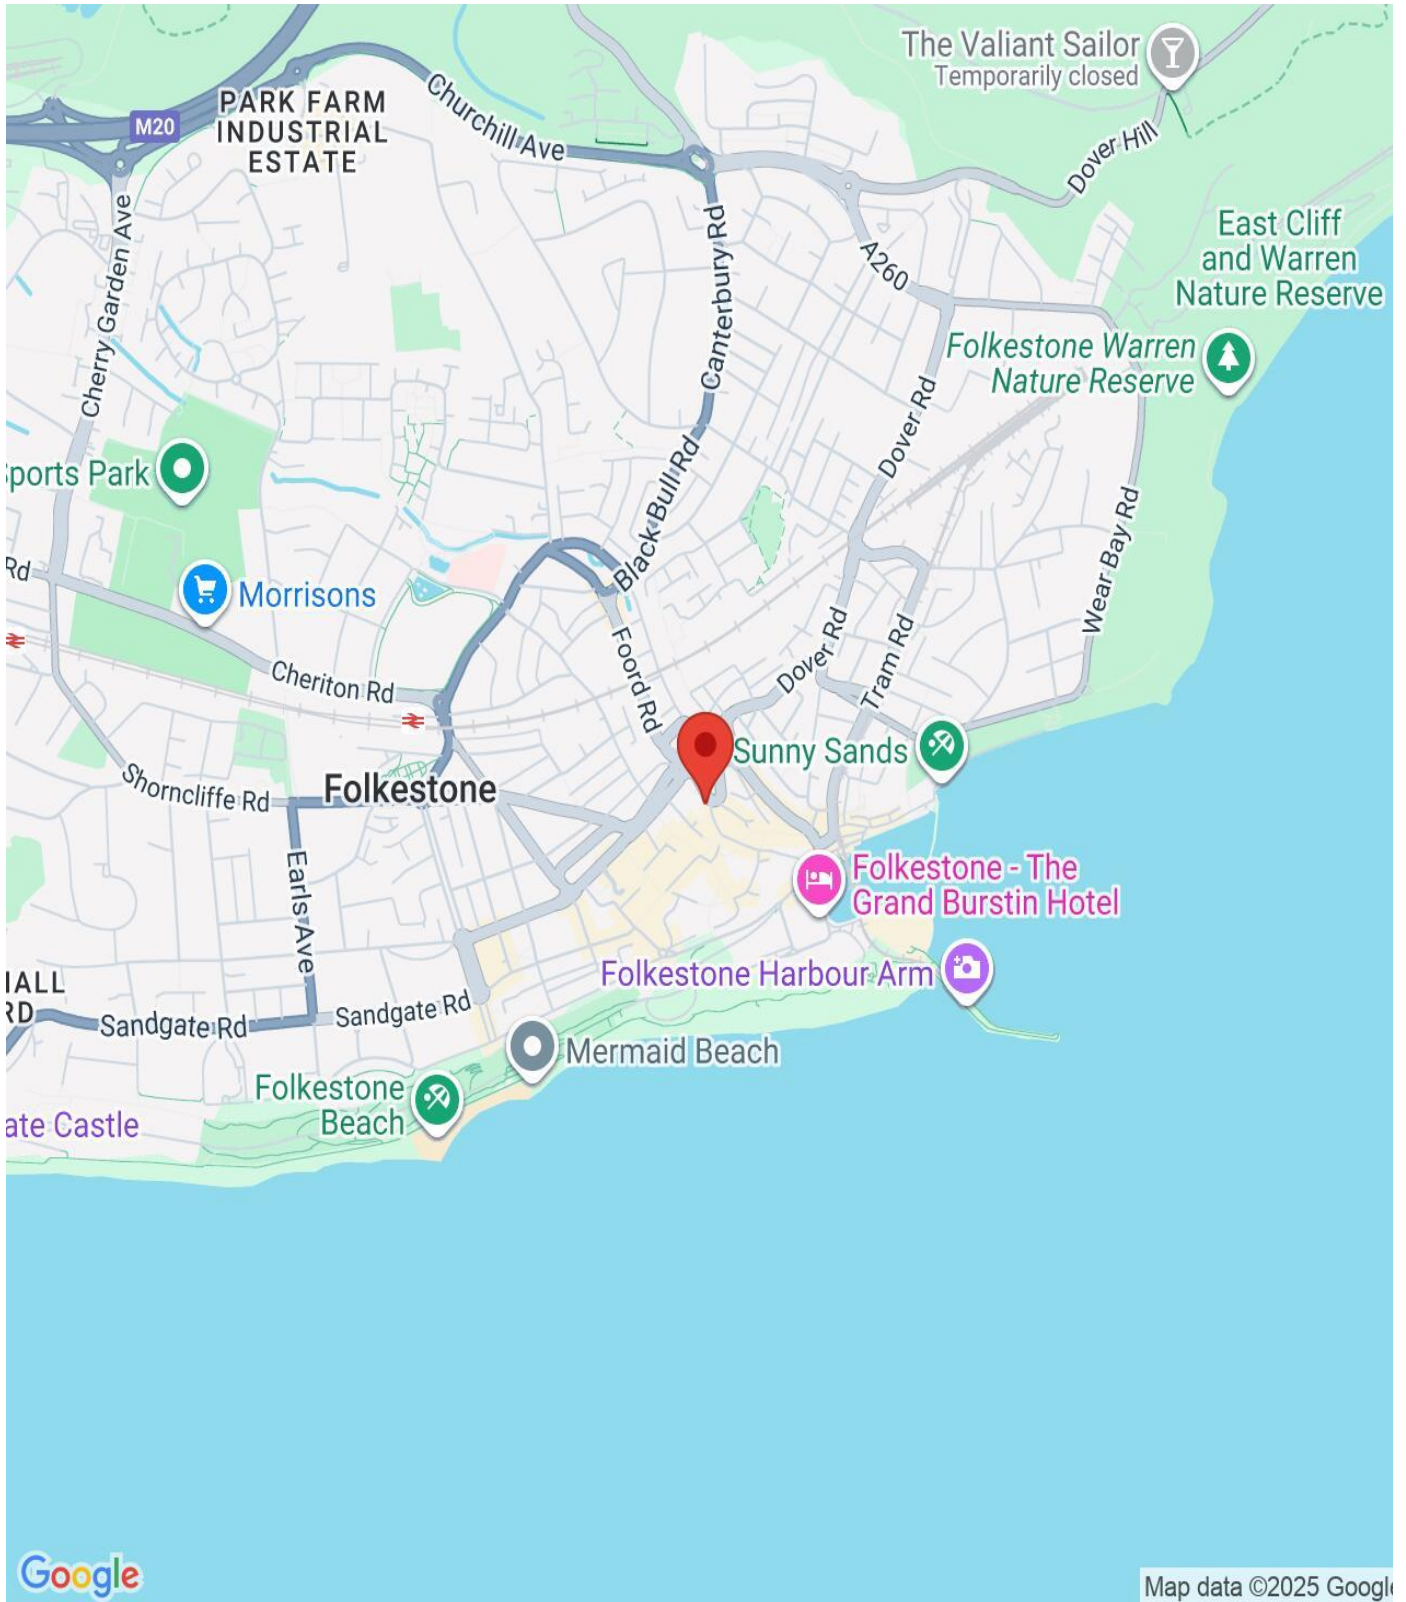 The Valiant Sailor
Temporarily closed
PARK FARM
INDUSTRIAL
ESTATE
M20
Churchill Ave
Dover Hill
East Cliff
and Warren
Nature Reserve
Cherry Garden Ave
Canterbury Rd
A260
Folkestone Warren
Nature Reserve
Dover Rd
Sports Park
Black Bull Rd
Wear Bay Rd
Rd
Morrisons
Foord Rd
Dover Rd
Tram Rd
Cheriton Rd
Sunny Sands
Shorncliffe Rd
Folkestone
Earls Ave
Folkestone - The
Grand Burstin Hotel
Folkestone Harbour Arm
HALL
RD
Sandgate Rd
Sandgate Rd
Mermaid Beach
Folkestone
Beach
ate Castle
Google
Map data ©2025 Google